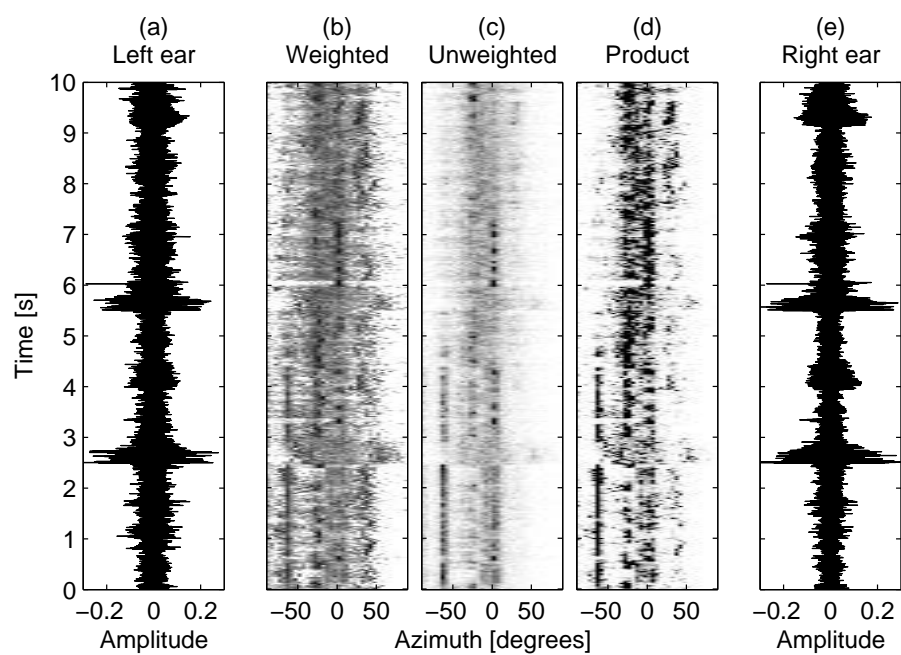 (a) (b) (c) (d) (e)
Left ear Weighted Unweighted Product Right ear
10
9
8
7
6
5
4
3
2
1
0
Time [s]
−0.2 0 0.2 −50 0 50 −50 0 50 −50 0 50 −0.2 0 0.2
Amplitude Azimuth [degrees] Amplitude